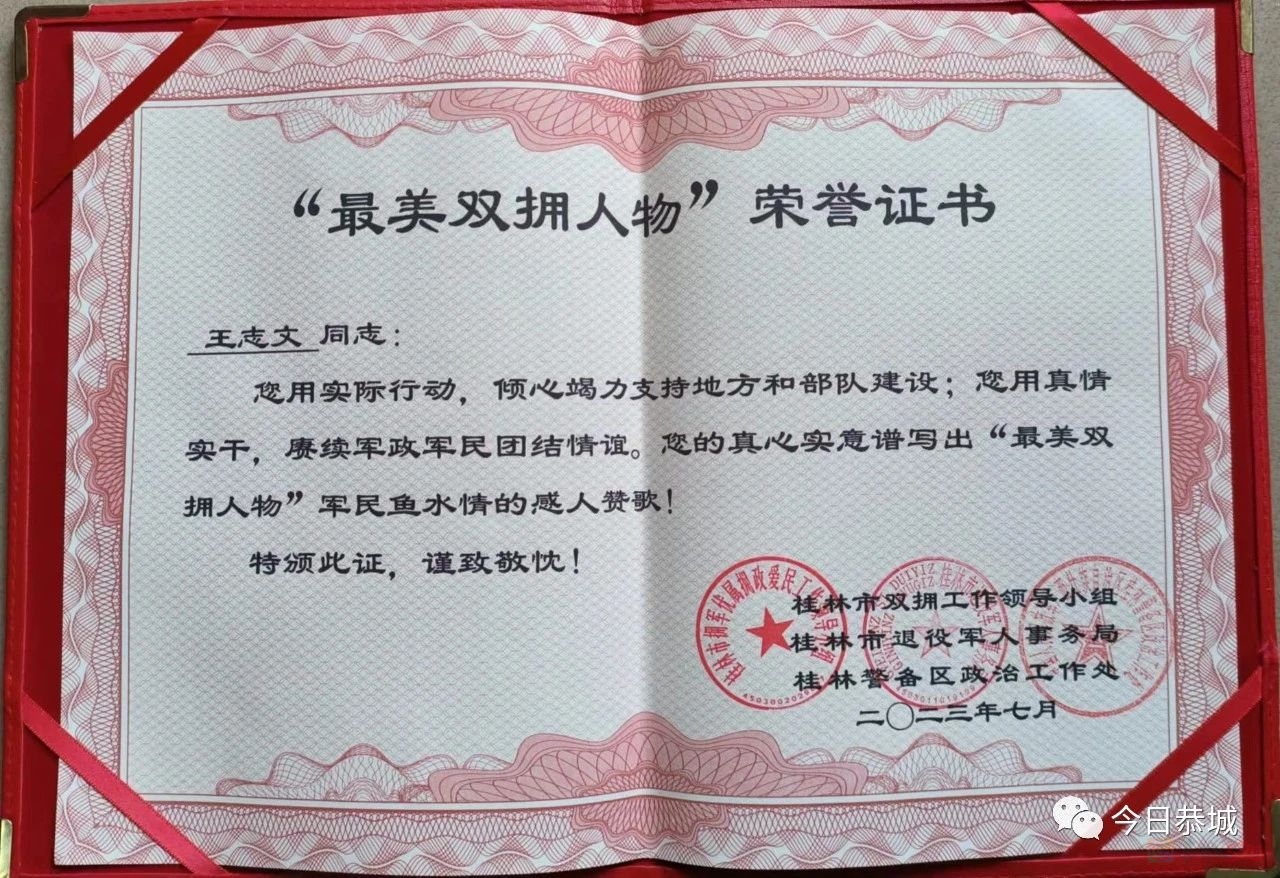 “最美双拥人物”荣誉证书
王志文 同志：
您用实际行动，倾心竭力支持地方和部队建设；您用真情
实干，赓续军政军民团结情谊。您的真心实意谱写出“最美双
拥人物”军民鱼水情的感人赞歌！
特颁此证，谨致敬忱！
桂林市双拥工作领导小组
桂林市退役军人事务局
桂林警备区政治工作处
二〇二三年七月
今日恭城